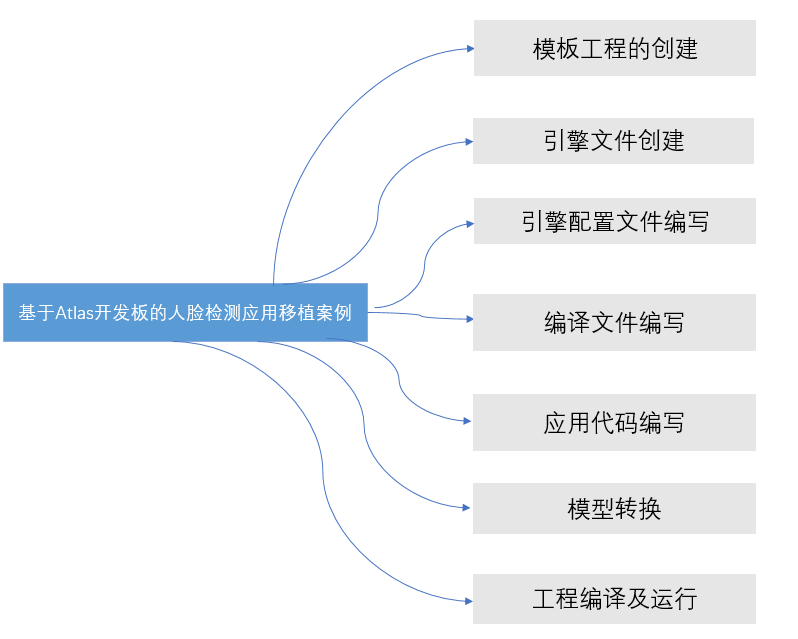 模板工程的创建
引擎文件创建
引擎配置文件编写
基于Atlas开发板的人脸检测应用移植案例
编译文件编写
应用代码编写
模型转换
工程编译及运行